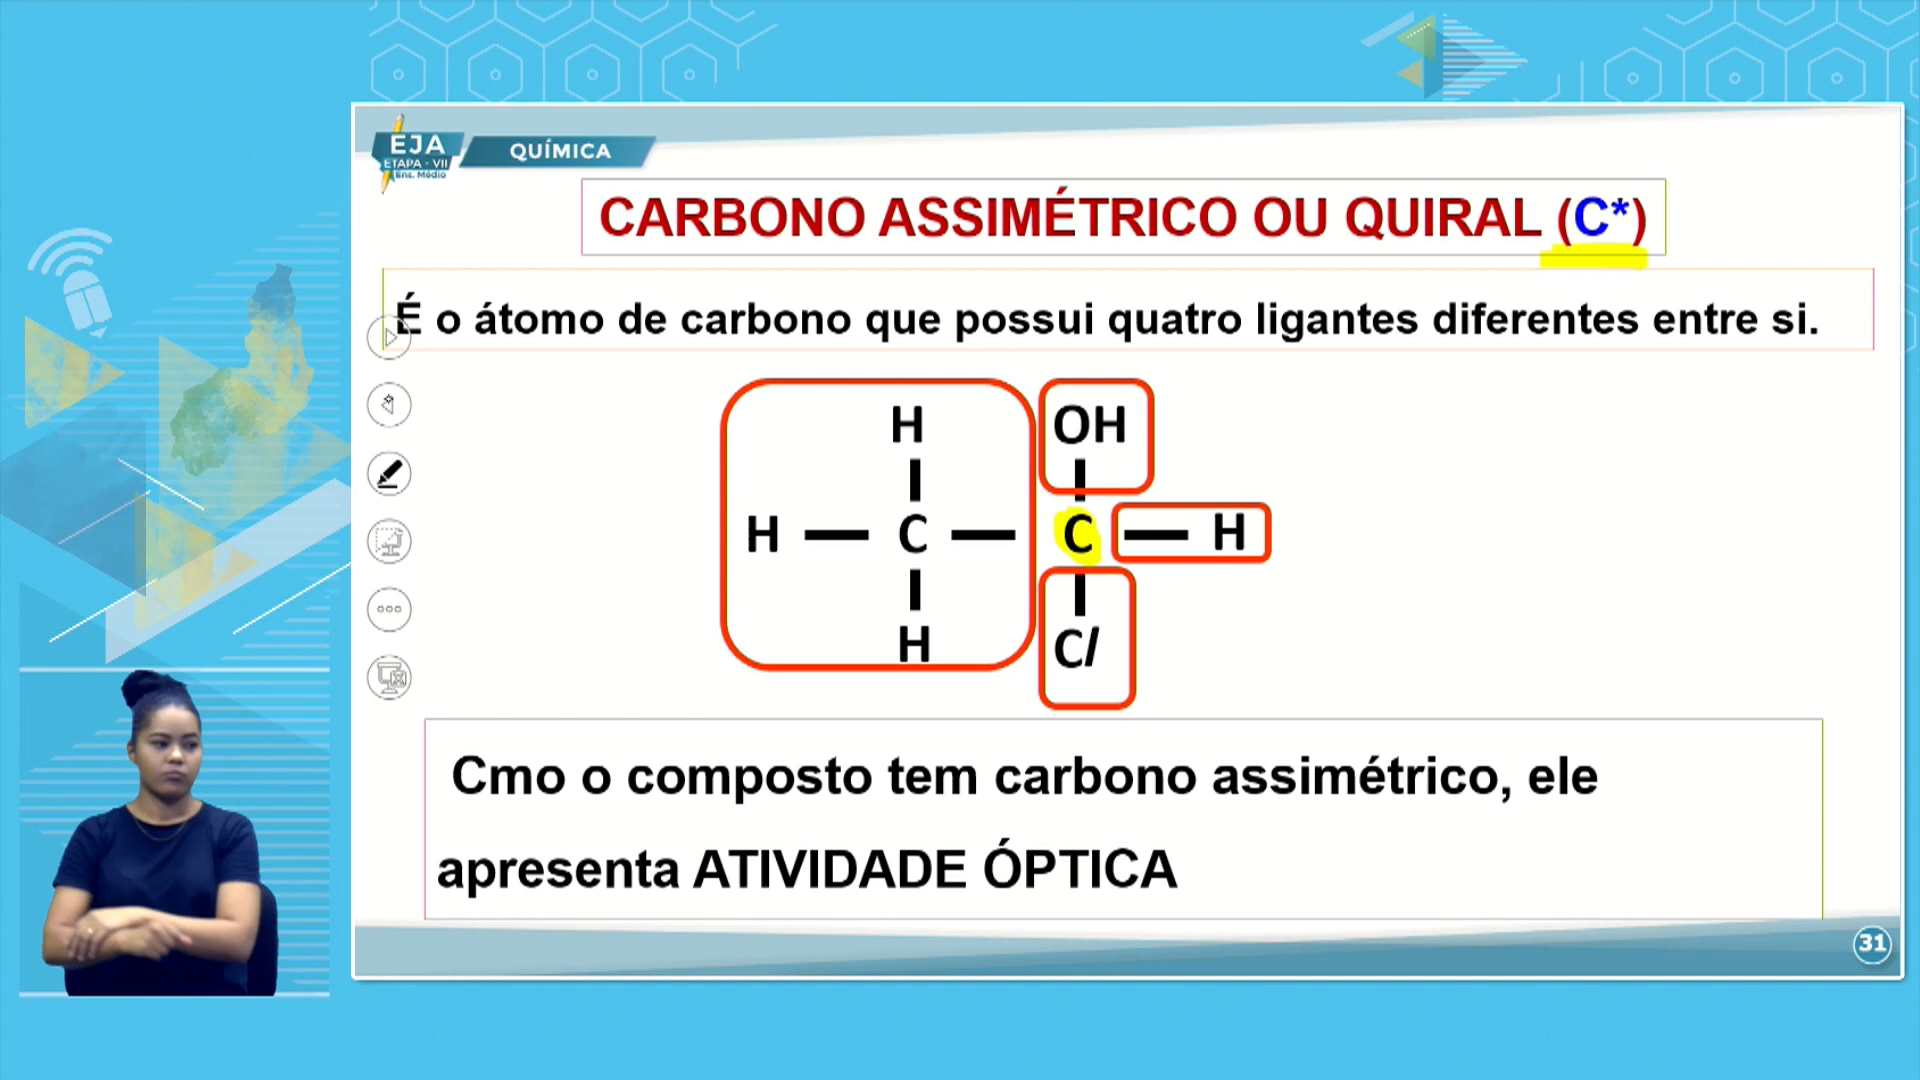 EJA
ETAPA - VII
Ens. Médio
QUÍMICA
CARBONO ASSIMÉTRICO OU QUIRAL (C*)
É o átomo de carbono que possui quatro ligantes diferentes entre si.
H OH
H C C H
H Cl
Cmo o composto tem carbono assimétrico, ele
apresenta ATIVIDADE ÓPTICA
31